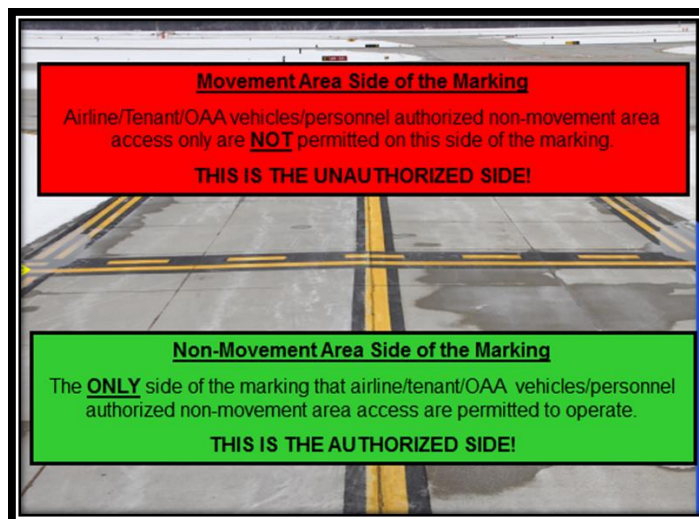 Movement Area Side of the Marking
Airline/Tenant/OAA vehicles/personnel authorized non-movement area
access only are NOT permitted on this side of the marking.
THIS IS THE UNAUTHORIZED SIDE!
Non-Movement Area Side of the Marking
The ONLY side of the marking that airline/tenant/OAA vehicles/personnel
authorized non-movement area access are permitted to operate.
THIS IS THE AUTHORIZED SIDE!